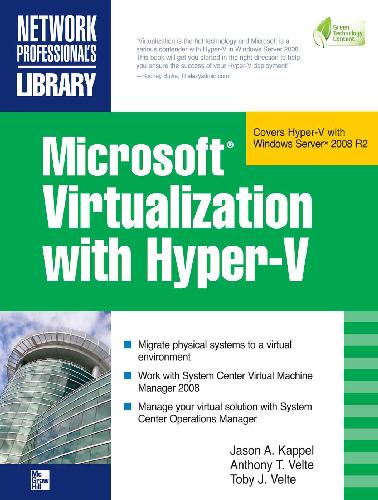 NETWORK
PROFESSIONAL'S
LIBRARY
"Virtualization is the hot technology and Microsoft is a
serious contender with Hyper-V in Windows Server 2008.
This book will get you started in the right direction to help
you ensure the success of your Hyper-V deployment"
Green
Technology
Content
Covers Hyper-V with
Windows Server™ 2008 R2
Microsoft®
Virtualization
with Hyper-V
Migrate physical systems to a virtual
environment
Work with System Center Virtual Machine
Manager 2008
Manage your virtual solution with System
Center Operations Manager
Jason A. Kappel
Anthony T. Velte
Toby J. Velte
Mc
Graw
Hill